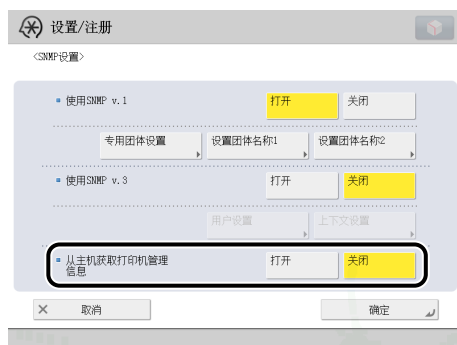 设置/注册
<SNMP设置>
使用SNMP v.1 打开 关闭
专用团体设置 设置团体名称1 设置团体名称2
使用SNMP v.3 打开 关闭
用户设置 上下文设置
从主机获取打印机管理 打开 关闭
信息
取消 确定